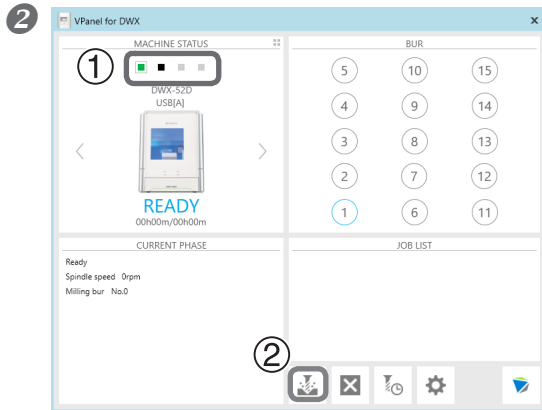 2
VPanel for DWX
MACHINE STATUS
1
DWX-52D
USB[A]
READY
00h00m/00h00m
BUR
5 10 15
4 9 14
3 8 13
2 7 12
1 6 11
CURRENT PHASE
Ready
Spindle speed 0rpm
Milling bur No.0
JOB LIST
2